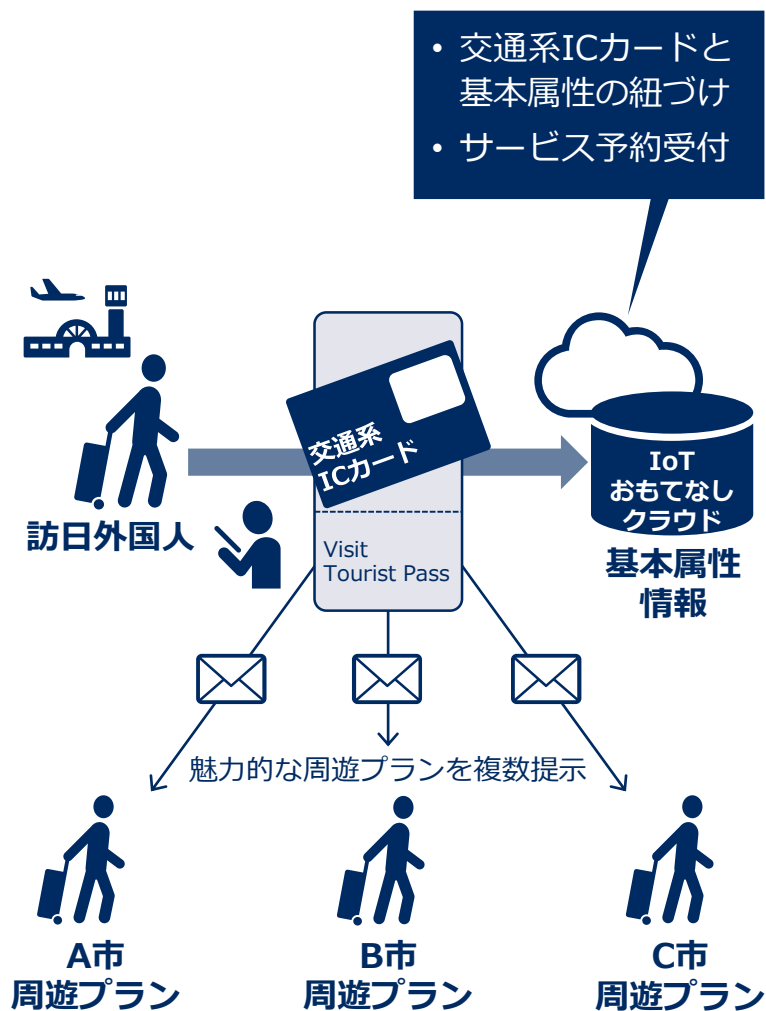 • 交通系ICカードと
基本属性の紐づけ
• サービス予約受付
交通系
ICカード
IoT
おもてなし
クラウド
訪日外国人
Visit
Tourist Pass
基本属性
情報
魅力的な周遊プランを複数提示
A市
周遊プラン
B市
周遊プラン
C市
周遊プラン